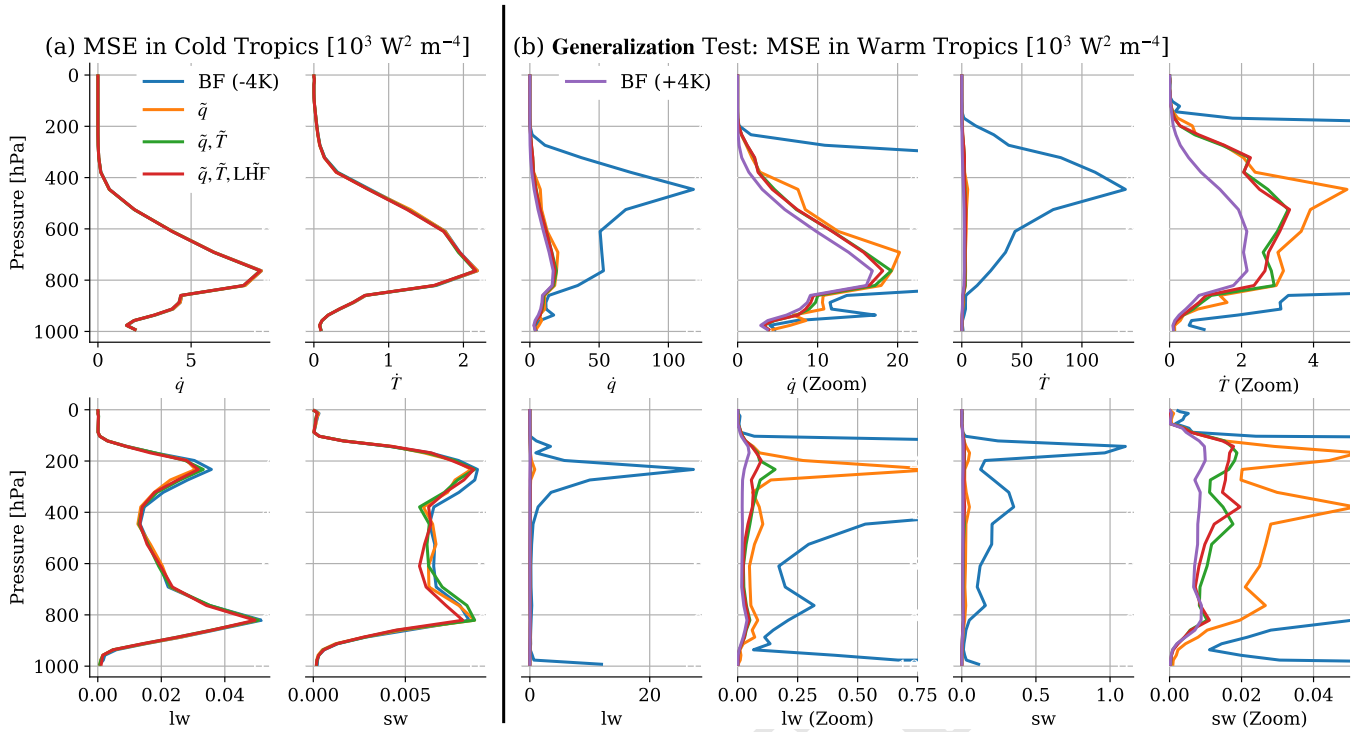 (a) MSE in Cold Tropics [10³ W² m⁻⁴]
(b) Generalization Test: MSE in Warm Tropics [10³ W² m⁻⁴]
BF (-4K)
q̃
q̃, T̃
q̃, T̃, LH̃F
BF (+4K)
Pressure [hPa]
0
200
400
600
800
1000
0 5
0 1 2
0 50 100
0 10 20
0 50 100
0 2 4
q̇
Ṫ
q̇
q̇ (Zoom)
Ṫ
Ṫ (Zoom)
Pressure [hPa]
0
200
400
600
800
1000
0.00 0.02 0.04
0.000 0.005
0 20
0.00 0.25 0.50 0.75
0.0 0.5 1.0
0.00 0.02 0.04
lw
sw
lw
lw (Zoom)
sw
sw (Zoom)